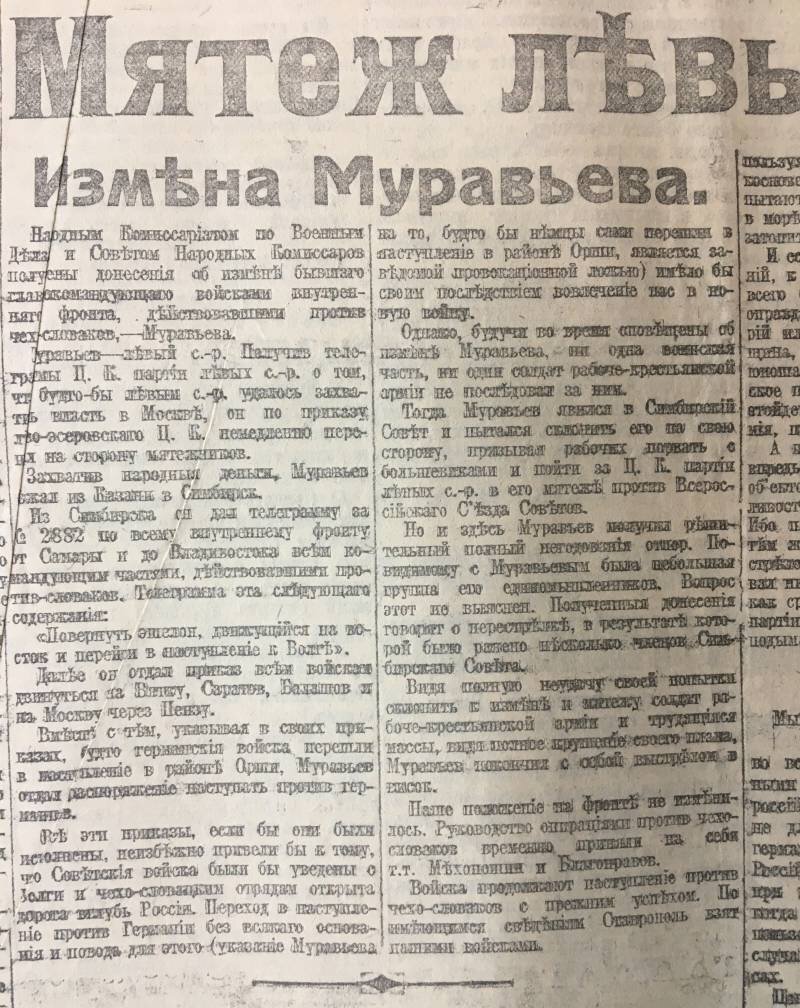 Мятеж лѣвы
Измѣна Муравьева.
Народным Комиссаріатом по Военным
Дѣла и Совѣтом Народных Комиссаров
получены донесенія об измѣнѣ бывшаго
главкомандующаго войсками внутрен-
няго фронта, дѣйствовавшими против
чех-словаков,—Муравьева.
уравьев—лѣвый с.-р. Получив теле-
грамы Ц. К. партіи лѣвых с.-р. о том,
чт будто-бы лѣвым с.-р. удалось захва-
ить власть в Москвѣ, он по приказу
ло-эсеровскаго Ц. К. немедленно пере-
ел на сторону мятежников.
Захватив народныя деньги, Муравьев
ѣхал из Казани в Симбирск.
Из Симбирска он дал телеграмму за
№ 2882 по всему внутреннему фронту
от Самары и до Владивостока всѣм ко-
мандующим частями, дѣйствовавшими про-
тив-словаков. Телеграмма эта слѣдующаго
содержанія:
«Повернуть эшелон, движущійся на во-
сток и перейти в наступленіе к Волгѣ».
Далѣе он отдал приказ всѣм войскам
двинуться на Вятку, Саратов, Балашов и
на Москву через Пензу.
Вмѣстѣ с тѣм, указывая в своих при-
казах, будто германскія войска перешли
в наступленіе в районѣ Орши, Муравьев
отдал распоряженіе наступать против гер-
манцев.
Всѣ эти приказы, если бы они были
исполнены, неизбѣжно привели бы к тому,
что Совѣтскія войска были бы уведены с
Волги и чехо-словацким отрядам открыта
дорога вглубь Россіи. Переход в наступле-
ніе против Германіи без всякаго основа-
нія и повода для этого (указаніе Муравьева
на то, будто бы нѣмцы сами перешли в
наступленіе в районѣ Орши, является за-
вѣдомой провокаціонной ложью) имѣло бы
своим послѣдствіем вовлеченіе нас в но-
вую войну.
Однако, будучи во время оповѣщены об
измѣнѣ Муравьева, ни одна воинская
часть, ни один солдат рабоче-крестьянской
арміи не послѣдовал за ним.
Тогда Муравьев явился в Симбирскій
Совѣт и пытался склонить его на свою
сторону, призывая рабочих порвать с
большевиками и пойти за Ц. К. партіи
лѣвых с.-р. в его мятежѣ против Всерос-
сійскаго С'ѣзда Совѣтов.
Но и здѣсь Муравьев получил рѣши-
тельный полный негодованія отпор. По-
видимому с Муравьевым была небольшая
группа его единомышленников. Вопрос
этот не выяснен. Полученныя донесенія
говорят о перестрѣлкѣ, в результатѣ кото-
рой было ранено нѣсколько членов Сим-
бирскаго Совѣта.
Видя полную неудачу своей попытки
склонить к измѣнѣ и мятежу солдат ра-
боче-крестьянской арміи и трудящіяся
массы, видя полное крушеніе своего плана,
Муравьев покончил с собой выстрѣлом в
висок.
Наше положеніе на фронтѣ не измѣни-
лось. Руководство операціями против чехо-
словаков временно приняли на себя
т.т. Мѣхоношин и Благонравов.
Войска продолжают наступленіе против
чехо-словаков с прежним успѣхом. По
имѣющимся свѣдѣніям Ставрополь взят
нашими войсками.